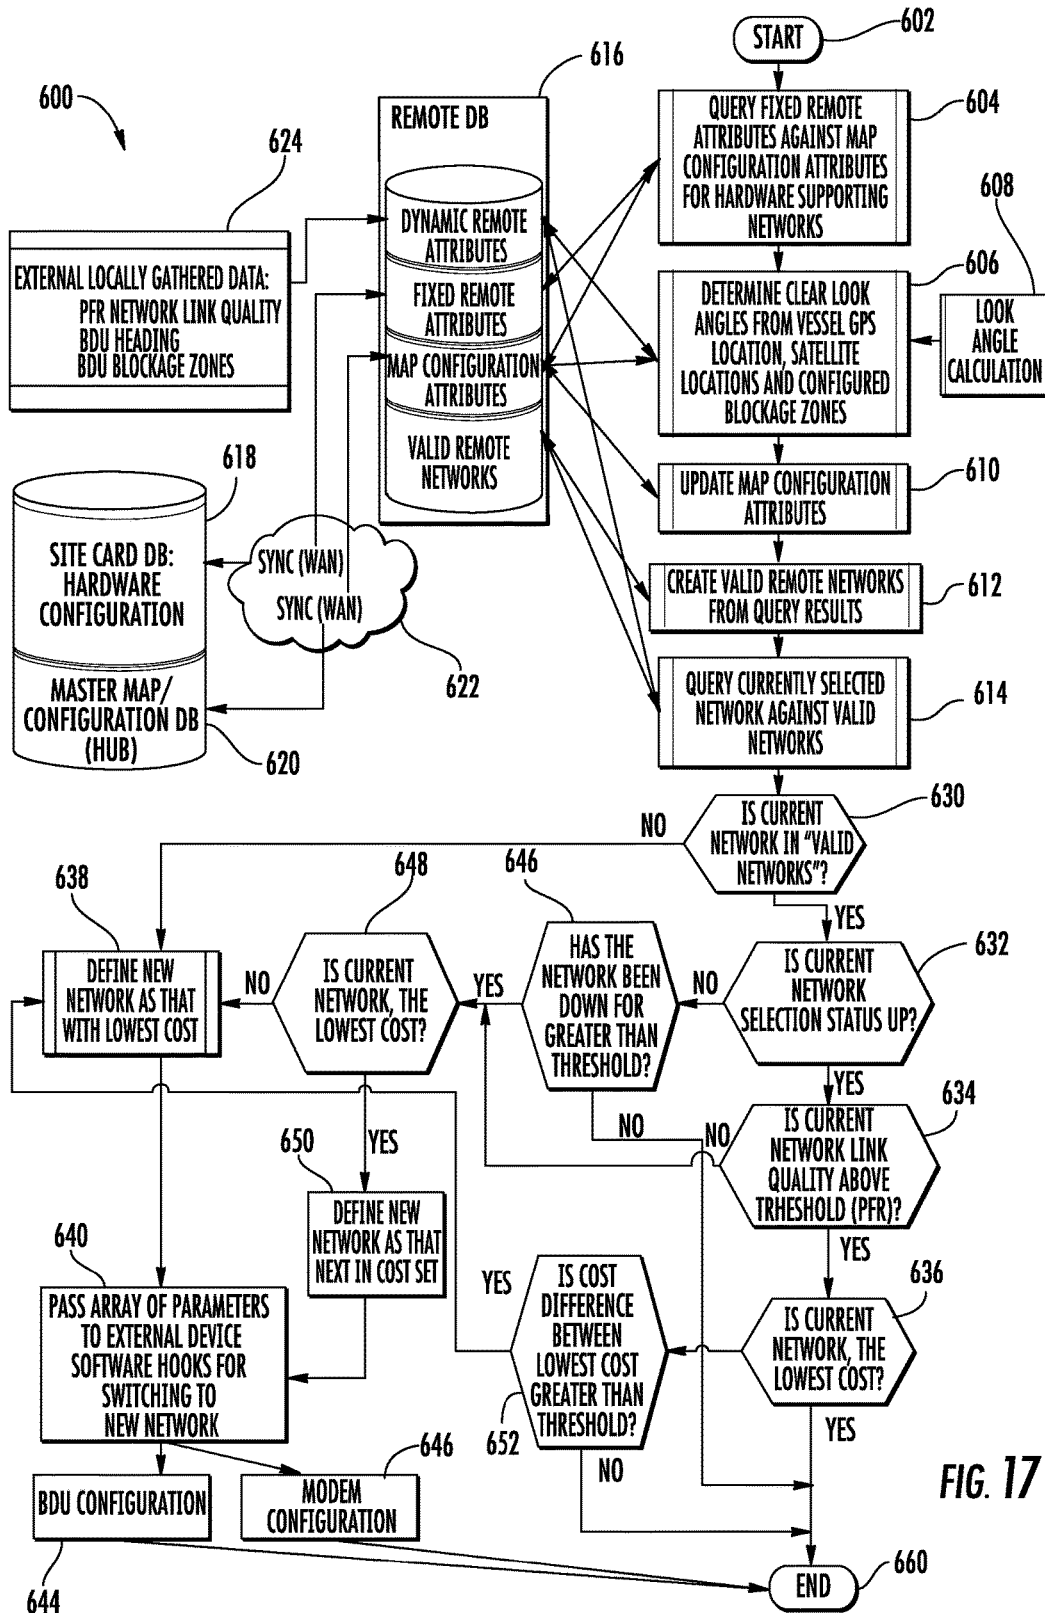 START
602
616
600
REMOTE DB
QUERY FIXED REMOTE
ATTRIBUTES AGAINST MAP
CONFIGURATION ATTRIBUTES
FOR HARDWARE SUPPORTING
NETWORKS
604
624
608
DYNAMIC REMOTE
ATTRIBUTES
606
EXTERNAL LOCALLY GATHERED DATA:
PFR NETWORK LINK QUALITY
BDU HEADING
BDU BLOCKAGE ZONES
FIXED REMOTE
ATTRIBUTES
DETERMINE CLEAR LOOK
ANGLES FROM VESSEL GPS
LOCATION, SATELLITE
LOCATIONS AND CONFIGURED
BLOCKAGE ZONES
LOOK
ANGLE
CALCULATION
MAP CONFIGURATION
ATTRIBUTES
VALID REMOTE
NETWORKS
618
UPDATE MAP CONFIGURATION
ATTRIBUTES
610
SITE CARD DB:
HARDWARE
CONFIGURATION
SYNC (WAN)
SYNC (WAN)
CREATE VALID REMOTE NETWORKS
FROM QUERY RESULTS
612
622
MASTER MAP/
CONFIGURATION DB
(HUB)
620
QUERY CURRENTLY SELECTED
NETWORK AGAINST VALID
NETWORKS
614
NO
IS CURRENT
NETWORK IN "VALID
NETWORKS"?
630
638
648
646
YES
DEFINE NEW
NETWORK AS THAT
WITH LOWEST COST
NO
IS CURRENT
NETWORK, THE
LOWEST COST?
YES
HAS THE
NETWORK BEEN
DOWN FOR
GREATER THAN
THRESHOLD?
NO
IS CURRENT
NETWORK
SELECTION STATUS UP?
632
YES
YES
NO
NO
IS CURRENT
NETWORK LINK
QUALITY ABOVE
TRHESHOLD (PFR)?
634
650
DEFINE NEW
NETWORK AS THAT
NEXT IN COST SET
YES
640
PASS ARRAY OF PARAMETERS
TO EXTERNAL DEVICE
SOFTWARE HOOKS FOR
SWITCHING TO
NEW NETWORK
YES
IS COST
DIFFERENCE
BETWEEN
LOWEST COST
GREATER THAN
THRESHOLD?
652
IS CURRENT
NETWORK, THE
LOWEST COST?
636
YES
NO
BDU CONFIGURATION
644
MODEM
CONFIGURATION
646
FIG. 17
END
660